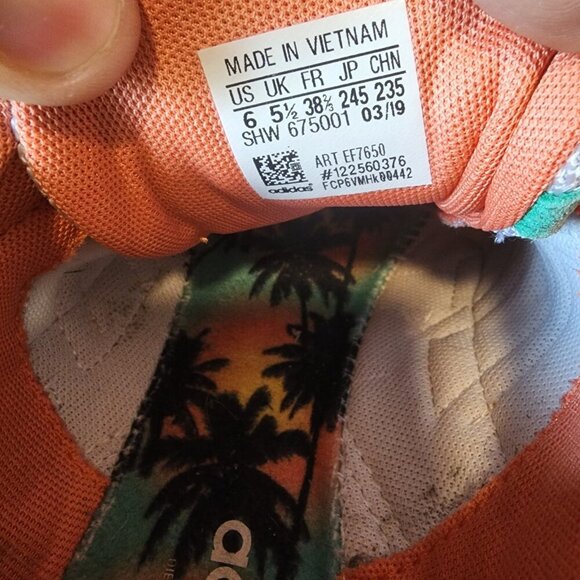 MADE IN VIETNAM
US UK FR JP CHN
6 5½ 38⅔ 245 235
SHW 675001 03/19
ART EF7650
#122560376
adidas FCP6VMHK00442